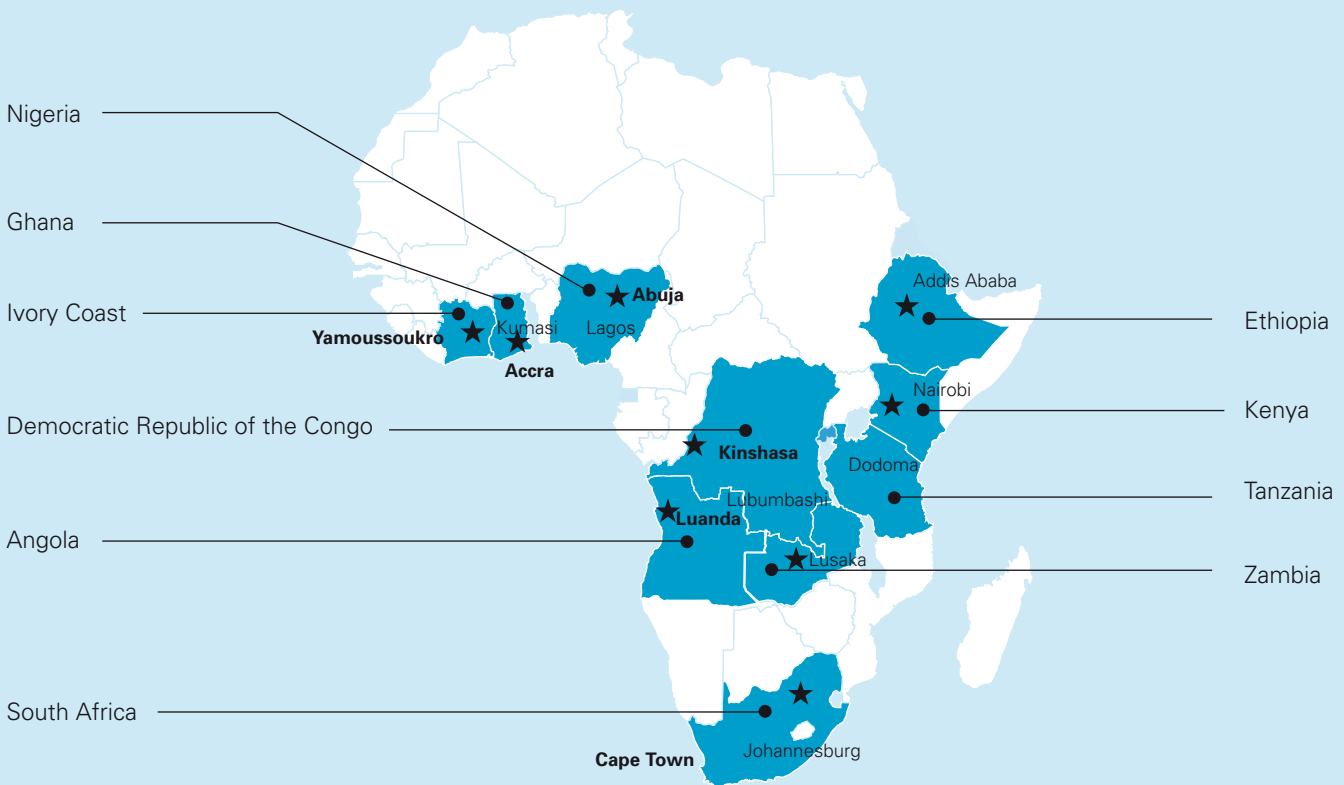 Nigeria
Ghana
Ivory Coast
Democratic Republic of the Congo
Angola
South Africa
Abuja
Lagos
Kumasi
Yamoussoukro
Accra
Kinshasa
Lubumbashi
Luanda
Lusaka
Johannesburg
Cape Town
Addis Ababa
Nairobi
Dodoma
Ethiopia
Kenya
Tanzania
Zambia